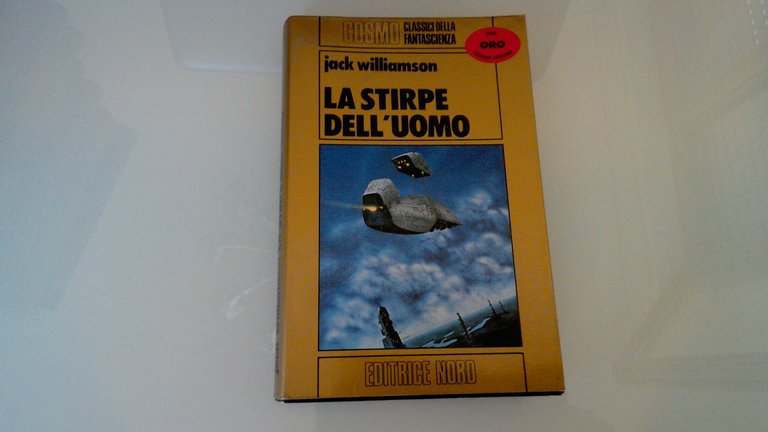 COSMO
CLASSICI DELLA
FANTASCIENZA
ORO
jack williamson
LA STIRPE
DELL'UOMO
EDITRICE NORD